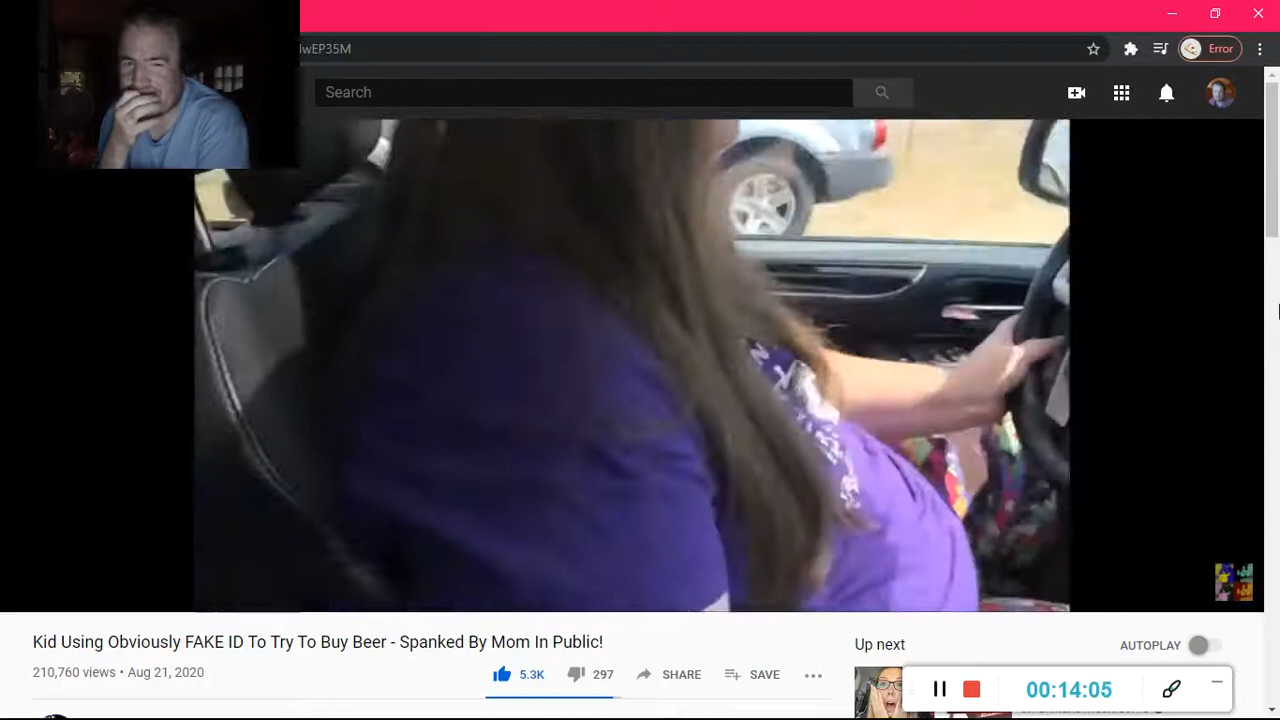 lwEP35M
Error
Search
Kid Using Obviously FAKE ID To Try To Buy Beer - Spanked By Mom In Public!
210,760 views • Aug 21, 2020
5.3K
297
SHARE
SAVE
Up next
AUTOPLAY
00:14:05